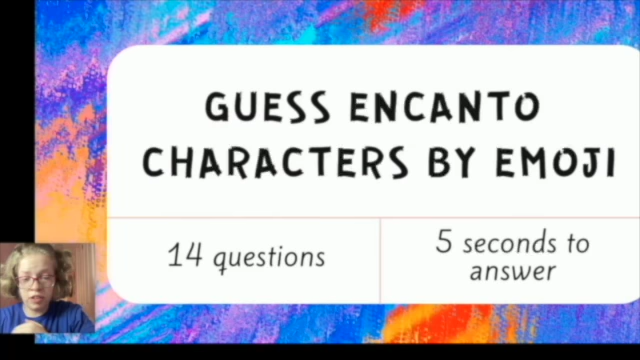 GUESS ENCANTO
CHARACTERS BY EMOJI
14 questions
5 seconds to
answer